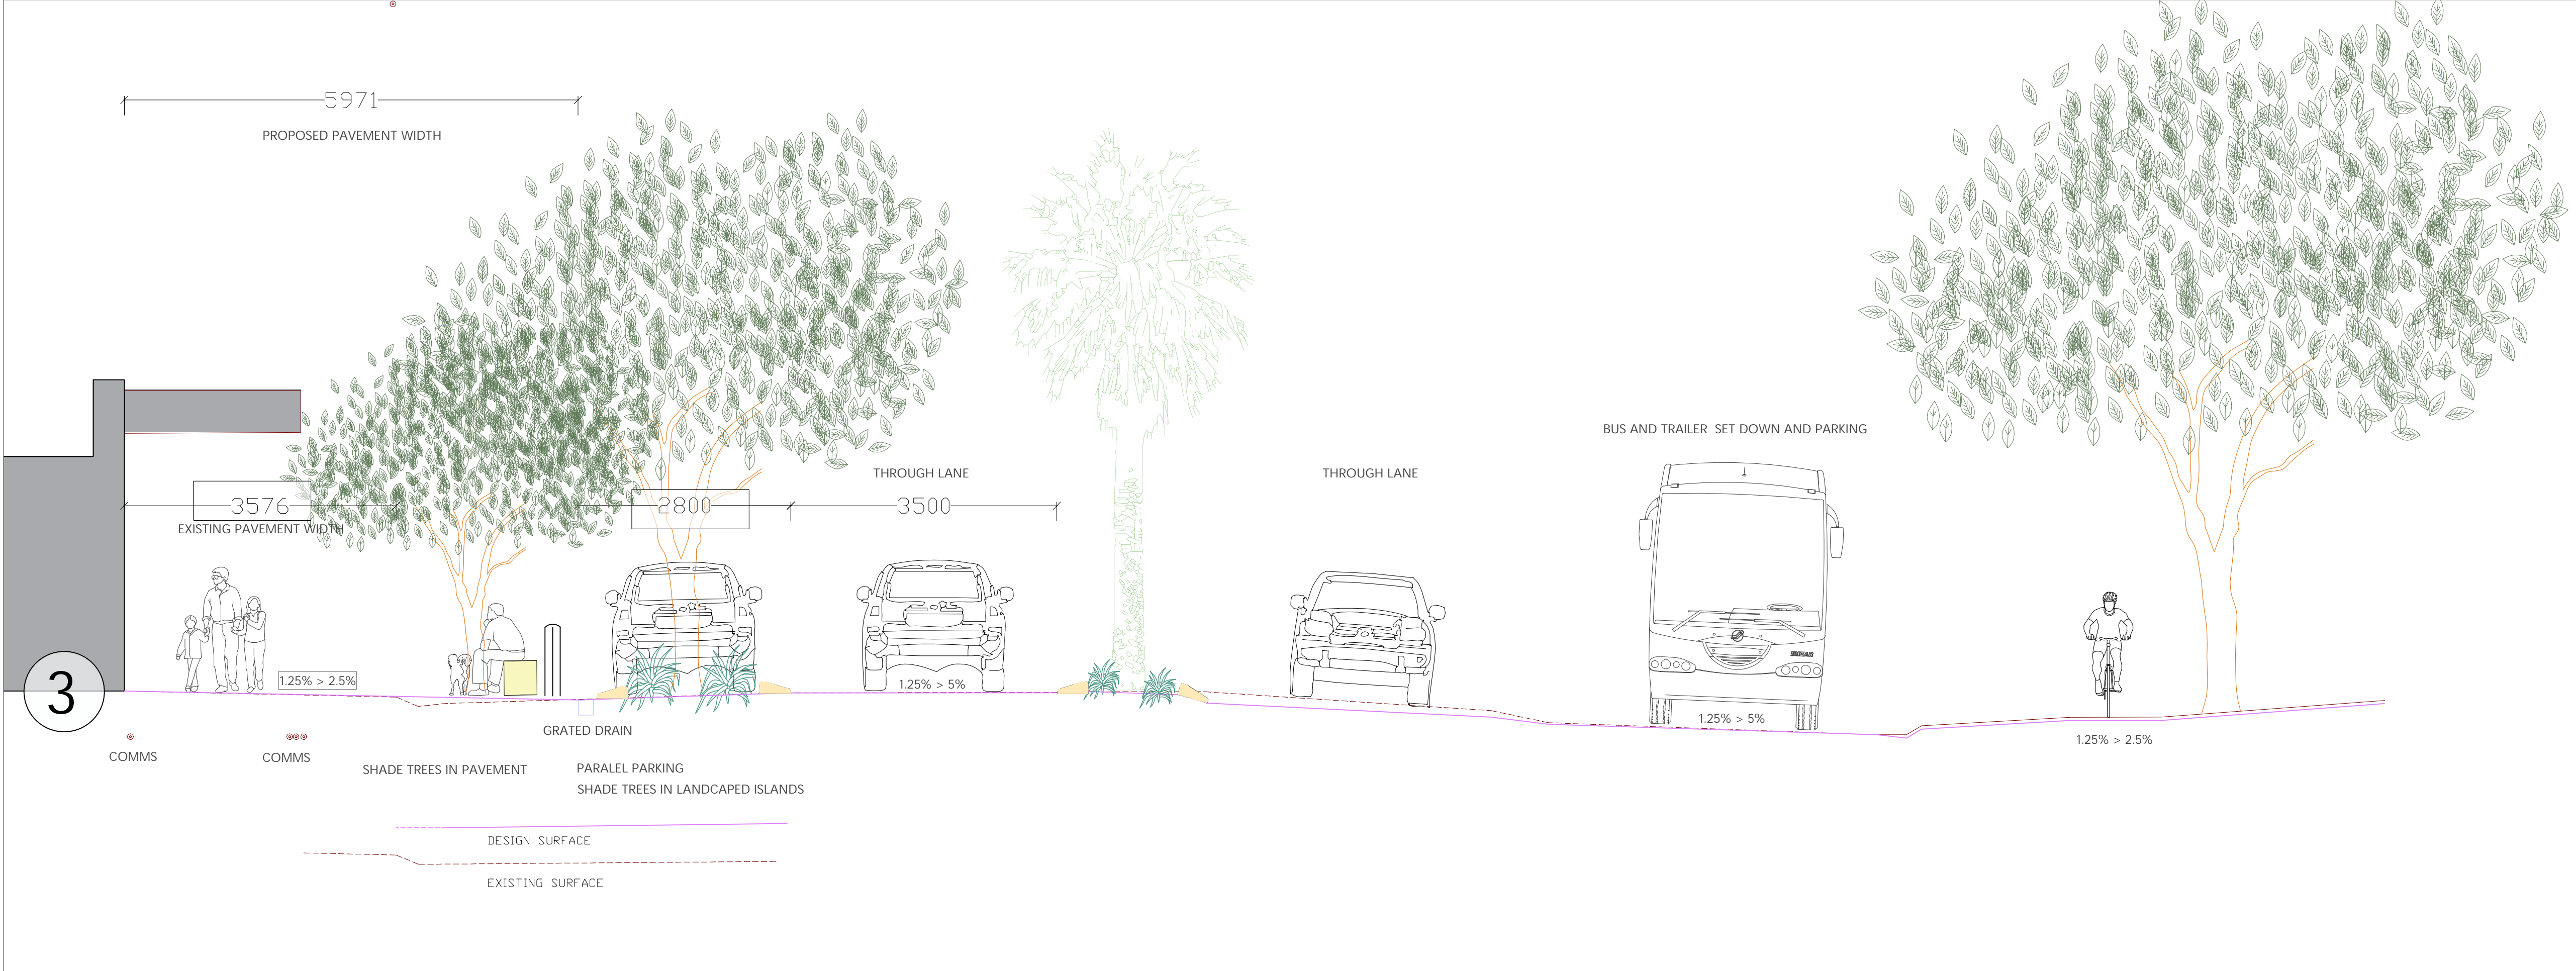 5971
PROPOSED PAVEMENT WIDTH
BUS AND TRAILER SET DOWN AND PARKING
THROUGH LANE
THROUGH LANE
3576
2800
3500
EXISTING PAVEMENT WIDTH
1.25% > 2.5%
1.25% > 5%
3
1.25% > 5%
1.25% > 2.5%
GRATED DRAIN
COMMS
COMMS
SHADE TREES IN PAVEMENT
PARALEL PARKING
SHADE TREES IN LANDCAPED ISLANDS
DESIGN SURFACE
EXISTING SURFACE